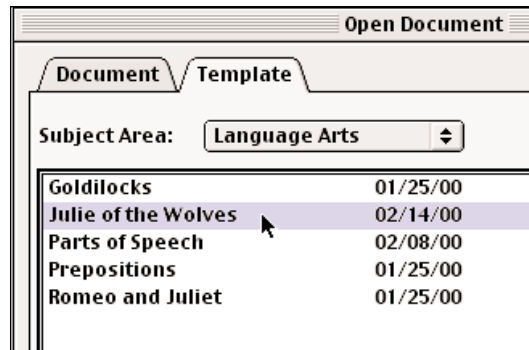 Open Document
Document Template
Subject Area: Language Arts
Goldilocks 01/25/00
Julie of the Wolves 02/14/00
Parts of Speech 02/08/00
Prepositions 01/25/00
Romeo and Juliet 01/25/00